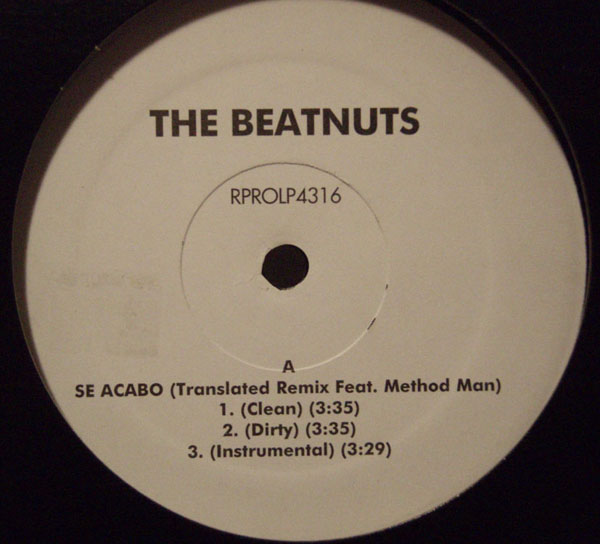 THE BEATNUTS
RPROLP4316
A
SE ACABO (Translated Remix Feat. Method Man)
1. (Clean) (3:35)
2. (Dirty) (3:35)
3. (Instrumental) (3:29)